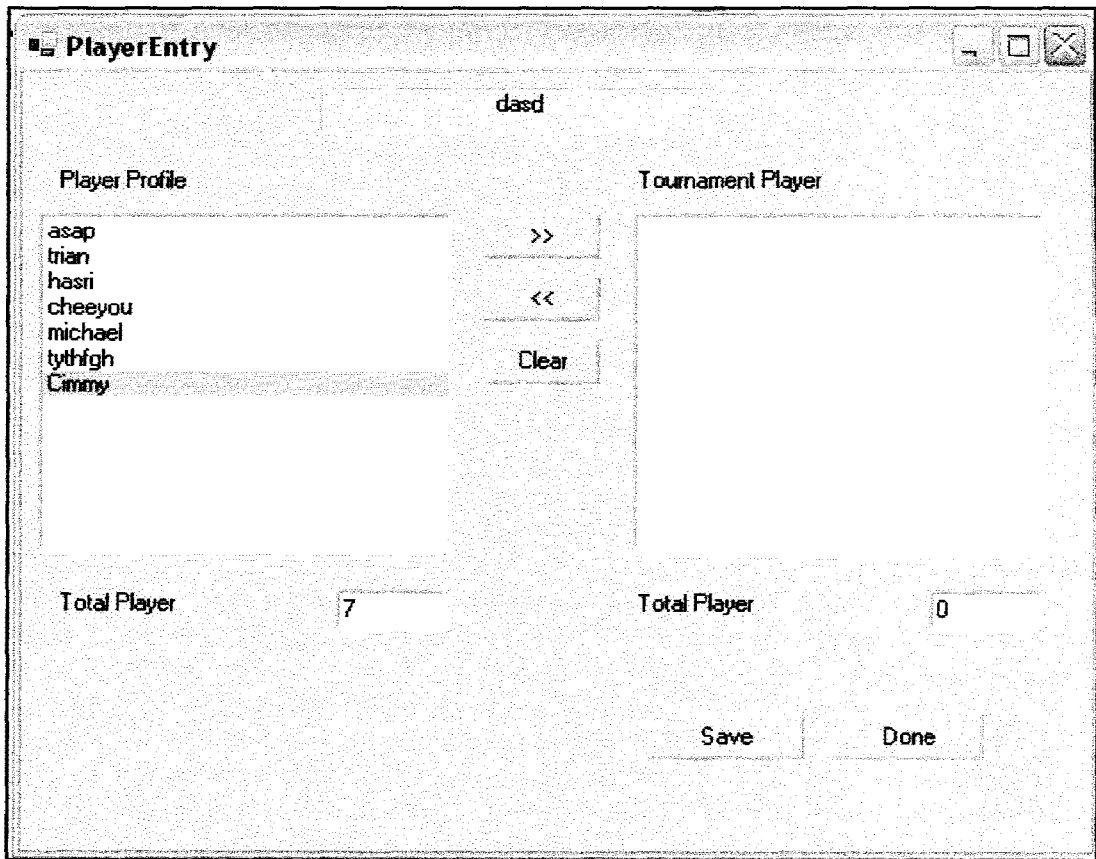 PlayerEntry
dasd
Player Profile
Tournament Player
asap
trian
hasri
cheeyou
michael
tythfgh
Cimmy
>>
<<
Clear
Total Player
7
Total Player
0
Save
Done